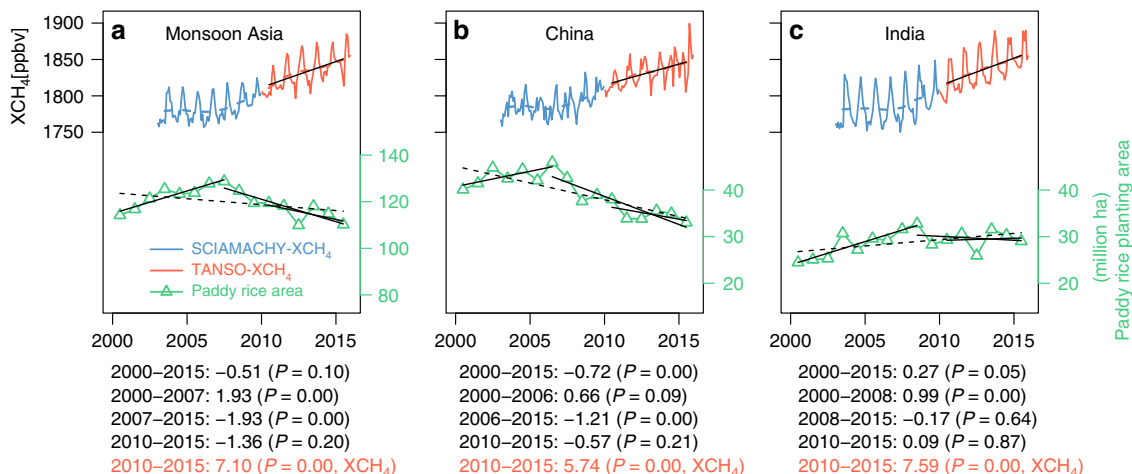 a Monsoon Asia
b China
c India
XCH4[ppbv]
1900
1850
1800
1750
140
120
100
80
40
30
20
40
30
20
Paddy rice planting area
(million ha)
SCIAMACHY-XCH4
TANSO-XCH4
Paddy rice area
2000 2005 2010 2015
2000 2005 2010 2015
2000 2005 2010 2015
2000–2015: −0.51 (P = 0.10)
2000–2007: 1.93 (P = 0.00)
2007–2015: −1.93 (P = 0.00)
2010–2015: −1.36 (P = 0.20)
2010–2015: 7.10 (P = 0.00, XCH4)
2000–2015: −0.72 (P = 0.00)
2000–2006: 0.66 (P = 0.09)
2006–2015: −1.21 (P = 0.00)
2010–2015: −0.57 (P = 0.21)
2010–2015: 5.74 (P = 0.00, XCH4)
2000–2015: 0.27 (P = 0.05)
2000–2008: 0.99 (P = 0.00)
2008–2015: −0.17 (P = 0.64)
2010–2015: 0.09 (P = 0.87)
2010–2015: 7.59 (P = 0.00, XCH4)